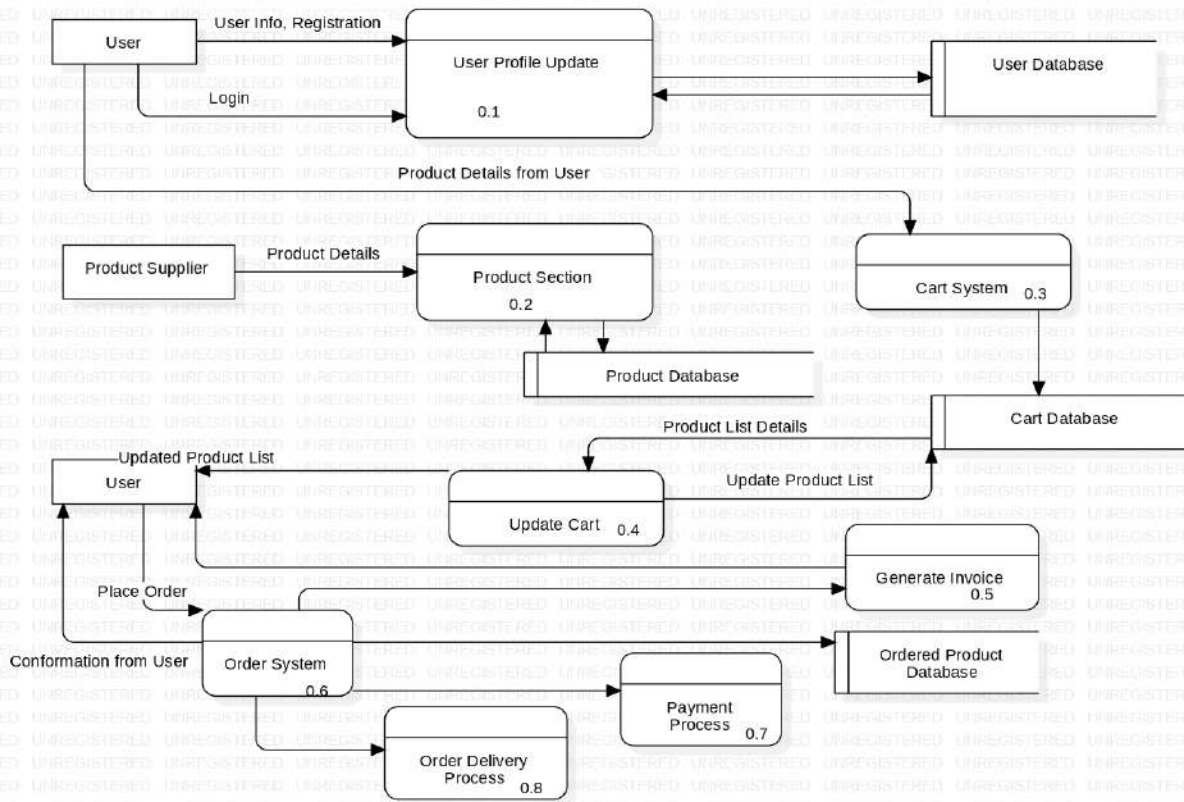 User Info, Registration
User
User Profile Update
User Database
Login
0.1
Product Details from User
Product Details
Product Supplier
Product Section
Cart System
0.3
0.2
Product Database
Product List Details
Cart Database
Updated Product List
User
Update Product List
Update Cart
0.4
Generate Invoice
0.5
Place Order
Order System
0.6
Conformation from User
Ordered Product
Database
Payment
Process
0.7
Order Delivery
Process
0.8
UNREGISTERED